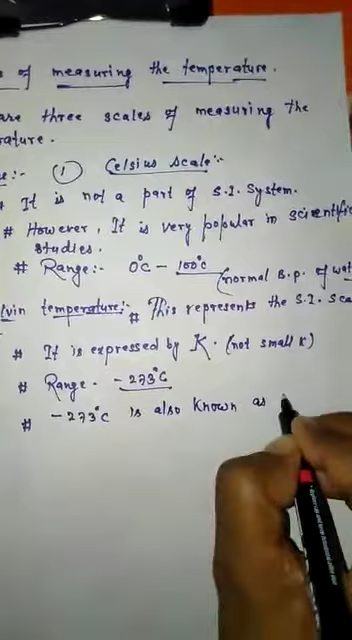 of measuring the temperature.
are three scales of measuring the
rature.
① Celsius Scale:-
# It is not a part of S.I. System.
# However, It is very popular in scientific
studies.
# Range:- 0°C - 100°C
(normal B.P. of wat
lvin temperature:- # This represents the S.I. Sca
# It is expressed by K. (not small k)
# Range - -273°C
# -273°C is also known as